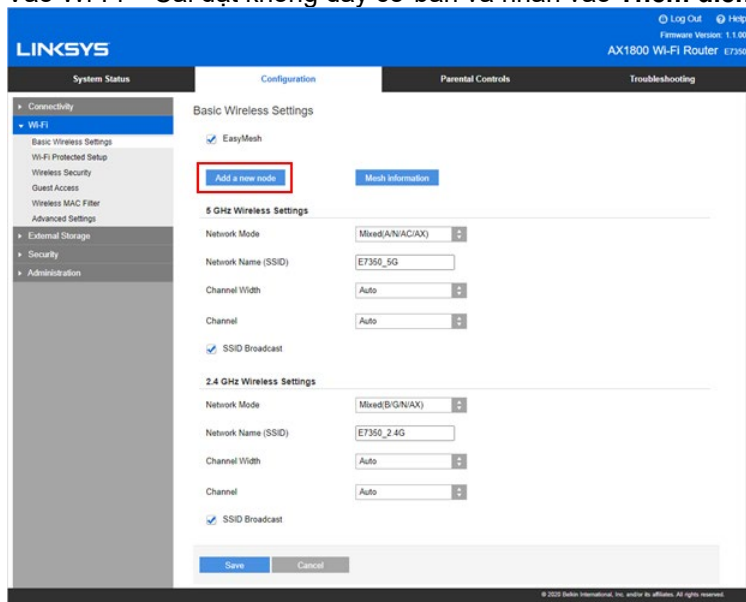 Vào Wi-Fi > Cài đặt không dây cơ bản và nhấn vào Thêm điểm
Log Out Help
Firmware Version: 1.1.00
LINKSYS
AX1800 Wi-Fi Router E7350
System Status Configuration Parental Controls Troubleshooting
Connectivity
Wi-Fi
Basic Wireless Settings
Wi-Fi Protected Setup
Wireless Security
Guest Access
Wireless MAC Filter
Advanced Settings
External Storage
Security
Administration
Basic Wireless Settings
EasyMesh
Add a new node Mesh information
5 GHz Wireless Settings
Network Mode Mixed(A/N/AC/AX)
Network Name (SSID) E7350_5G
Channel Width Auto
Channel Auto
SSID Broadcast
2.4 GHz Wireless Settings
Network Mode Mixed(B/G/N/AX)
Network Name (SSID) E7350_2.4G
Channel Width Auto
Channel Auto
SSID Broadcast
Save Cancel
© 2020 Belkin International, Inc. and/or its affiliates. All rights reserved.